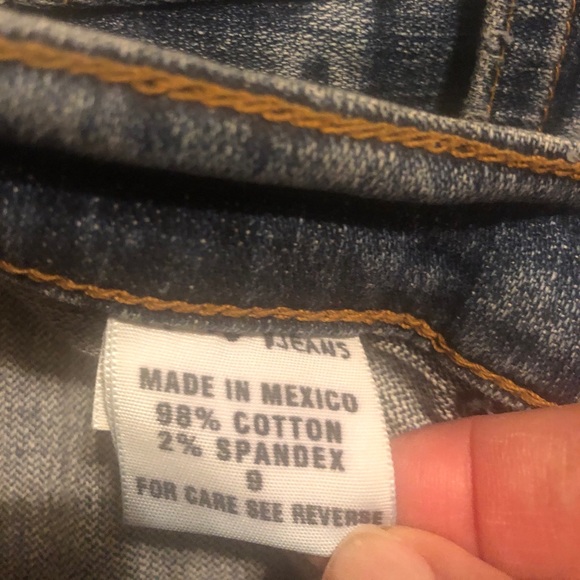 JEANS
MADE IN MEXICO
98% COTTON
2% SPANDEX
9
FOR CARE SEE REVERSE